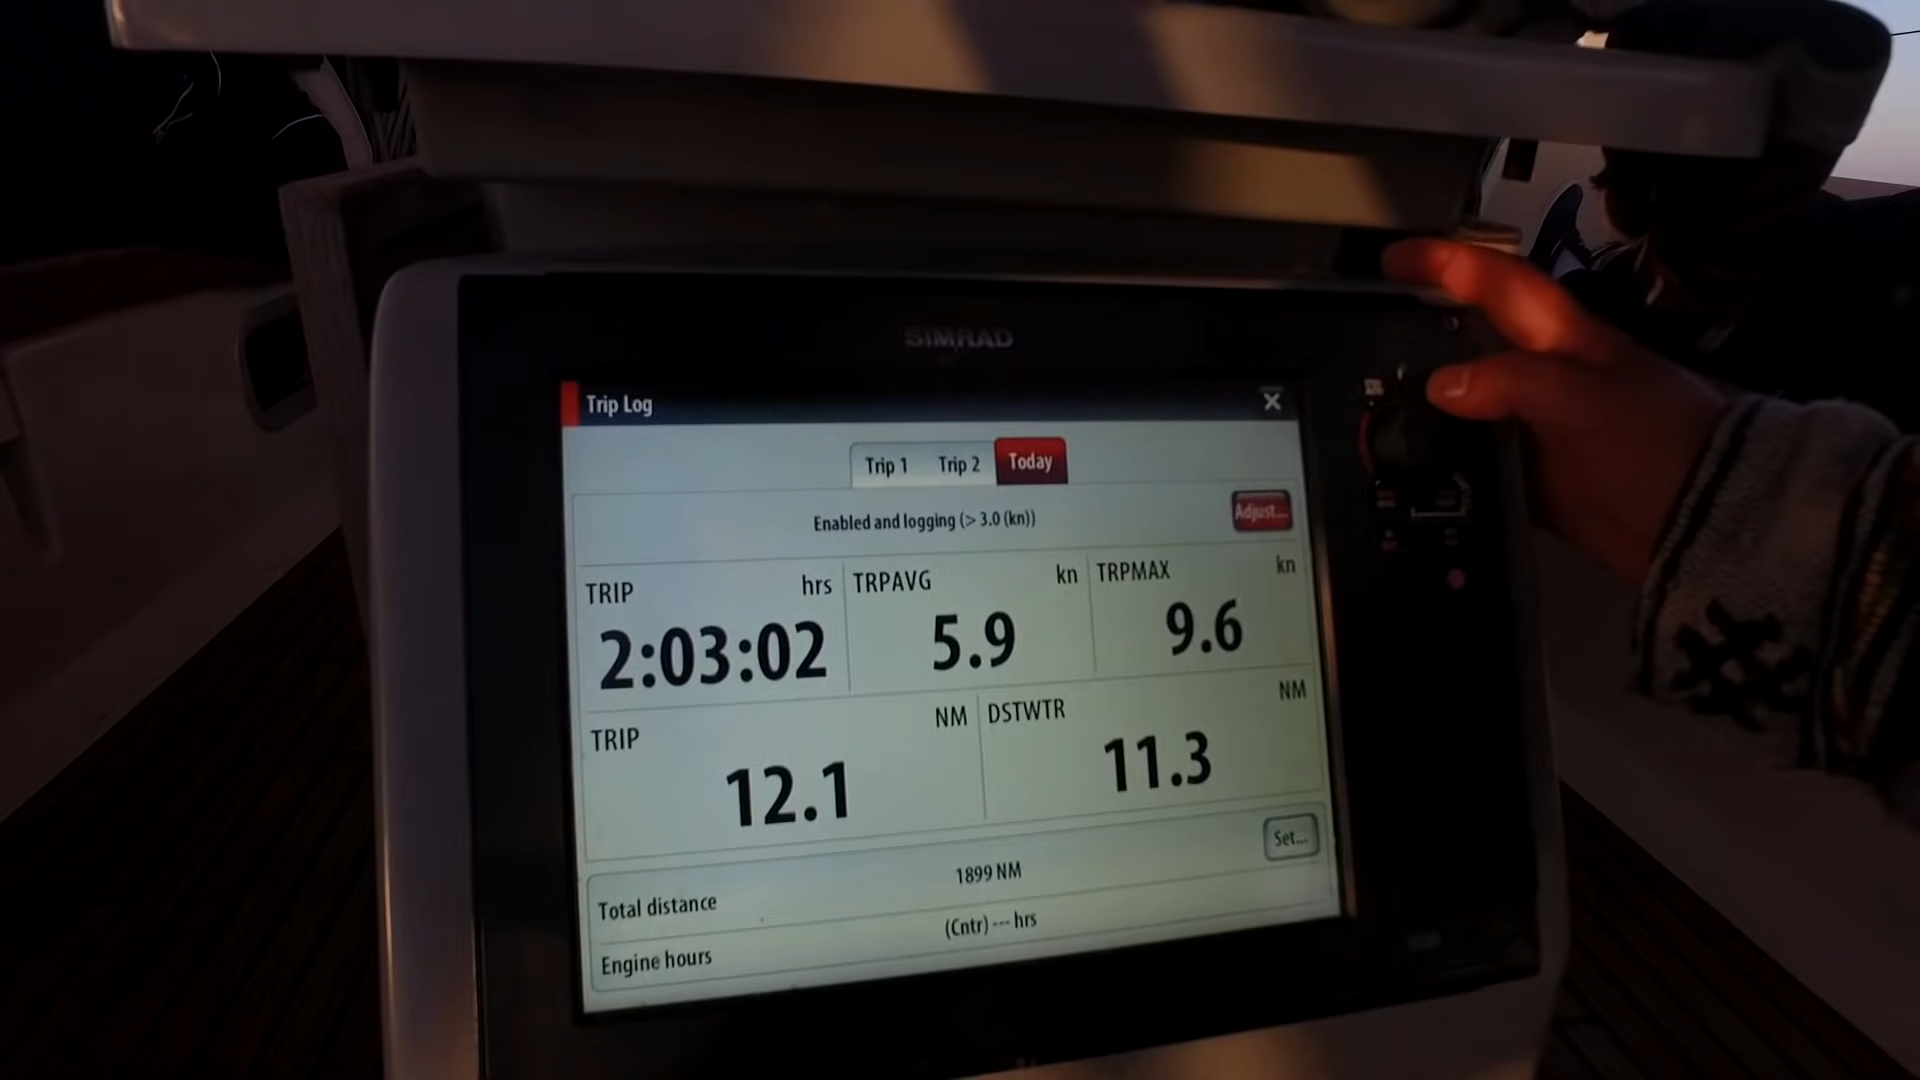 SIMRAD
Trip Log
Trip 1 Trip 2 Today
Enabled and logging (> 3.0 (kn)) Adjust...
TRIP hrs TRPAVG kn TRPMAX kn
2:03:02 5.9 9.6
TRIP NM DSTWTR NM
12.1 11.3
Set...
Total distance 1899 NM
Engine hours (Cntr) --- hrs